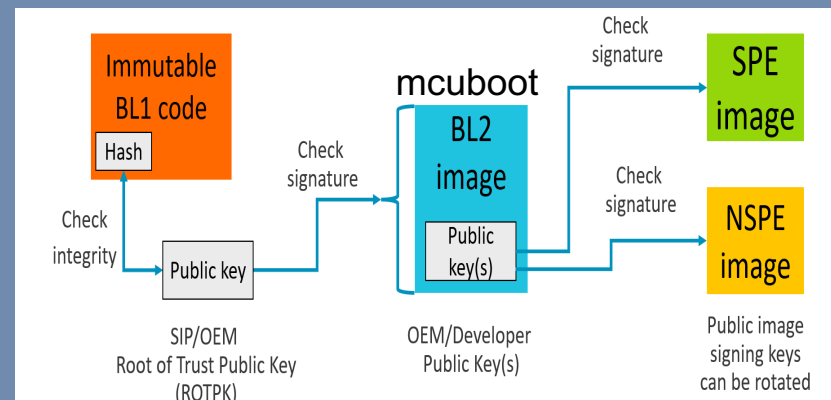 Immutable
BL1 code
Hash
Check
integrity
Public key
SIP/OEM
Root of Trust Public Key
(ROTPK)
Check
signature
mcuboot
BL2
image
Public
key(s)
OEM/Developer
Public Key(s)
Check
signature
SPE
image
Check
signature
NSPE
image
Public image
signing keys
can be rotated